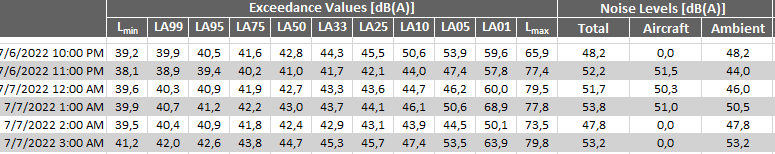 Exceedance Values [dB(A)] Noise Levels [dB(A)]
Lmin LA99 LA95 LA75 LA50 LA33 LA25 LA10 LA05 LA01 Lmax Total Aircraft Ambient
7/6/2022 10:00 PM 39,2 39,9 40,5 41,6 42,8 44,3 45,5 50,6 53,9 59,6 65,9 48,2 0,0 48,2
7/6/2022 11:00 PM 38,1 38,9 39,4 40,2 41,0 41,7 42,1 44,0 47,4 57,8 77,4 52,2 51,5 44,0
7/7/2022 12:00 AM 39,6 40,3 40,9 41,9 42,7 43,3 43,6 44,7 46,2 60,0 79,5 51,7 50,3 46,0
7/7/2022 1:00 AM 39,9 40,7 41,2 42,2 43,0 43,7 44,1 46,1 50,6 68,9 77,8 53,8 51,0 50,5
7/7/2022 2:00 AM 39,5 40,4 40,9 41,8 42,4 42,9 43,1 43,9 44,5 50,1 73,5 47,8 0,0 47,8
7/7/2022 3:00 AM 41,2 42,0 42,6 43,8 44,7 45,3 45,7 47,4 53,5 63,9 79,8 53,2 0,0 53,2